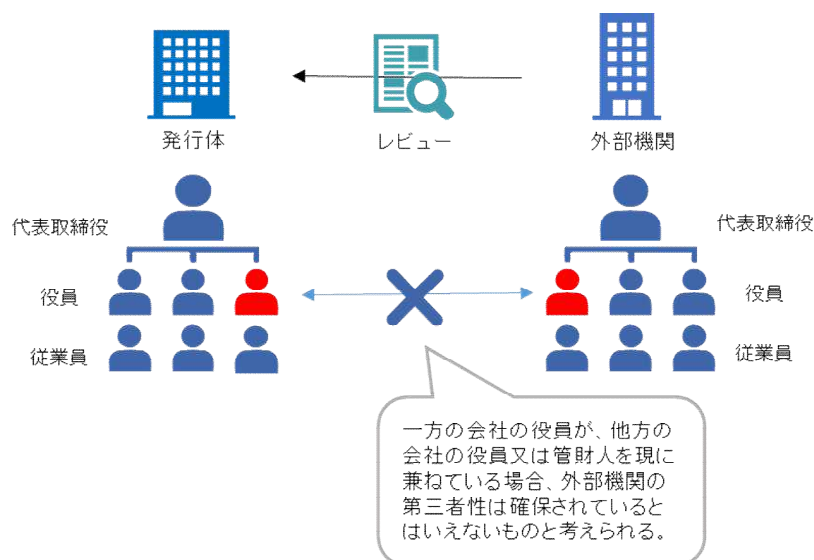 発行体
レビュー
外部機関
代表取締役
代表取締役
役員
役員
従業員
従業員
一方の会社の役員が、他方の
会社の役員又は管財人を現に
兼ねている場合、外部機関の
第三者性は確保されていると
はいえないものと考えられる。